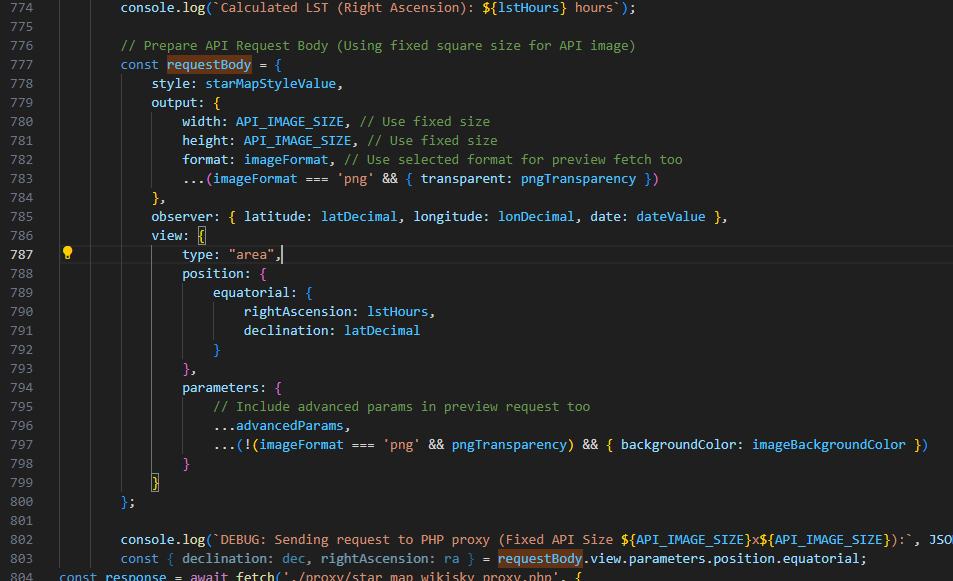 774 console.log(`Calculated LST (Right Ascension): ${lstHours} hours`);
775
776 // Prepare API Request Body (Using fixed square size for API image)
777 const requestBody = {
778 style: starMapStyleValue,
779 output: {
780 width: API_IMAGE_SIZE, // Use fixed size
781 height: API_IMAGE_SIZE, // Use fixed size
782 format: imageFormat, // Use selected format for preview fetch too
783 ...(imageFormat === 'png' && { transparent: pngTransparency })
784 },
785 observer: { latitude: latDecimal, longitude: lonDecimal, date: dateValue },
786 view: {
787 type: "area",
788 position: {
789 equatorial: {
790 rightAscension: lstHours,
791 declination: latDecimal
792 }
793 },
794 parameters: {
795 // Include advanced params in preview request too
796 ...advancedParams,
797 ...(!(imageFormat === 'png' && pngTransparency) && { backgroundColor: imageBackgroundColor })
798 }
799 }
800 };
801
802 console.log(`DEBUG: Sending request to PHP proxy (Fixed API Size ${API_IMAGE_SIZE}x${API_IMAGE_SIZE}):`, JSO
803 const { declination: dec, rightAscension: ra } = requestBody.view.parameters.position.equatorial;
804 const response = await fetch('./proxy/star_map_wikisky_proxy.php', {